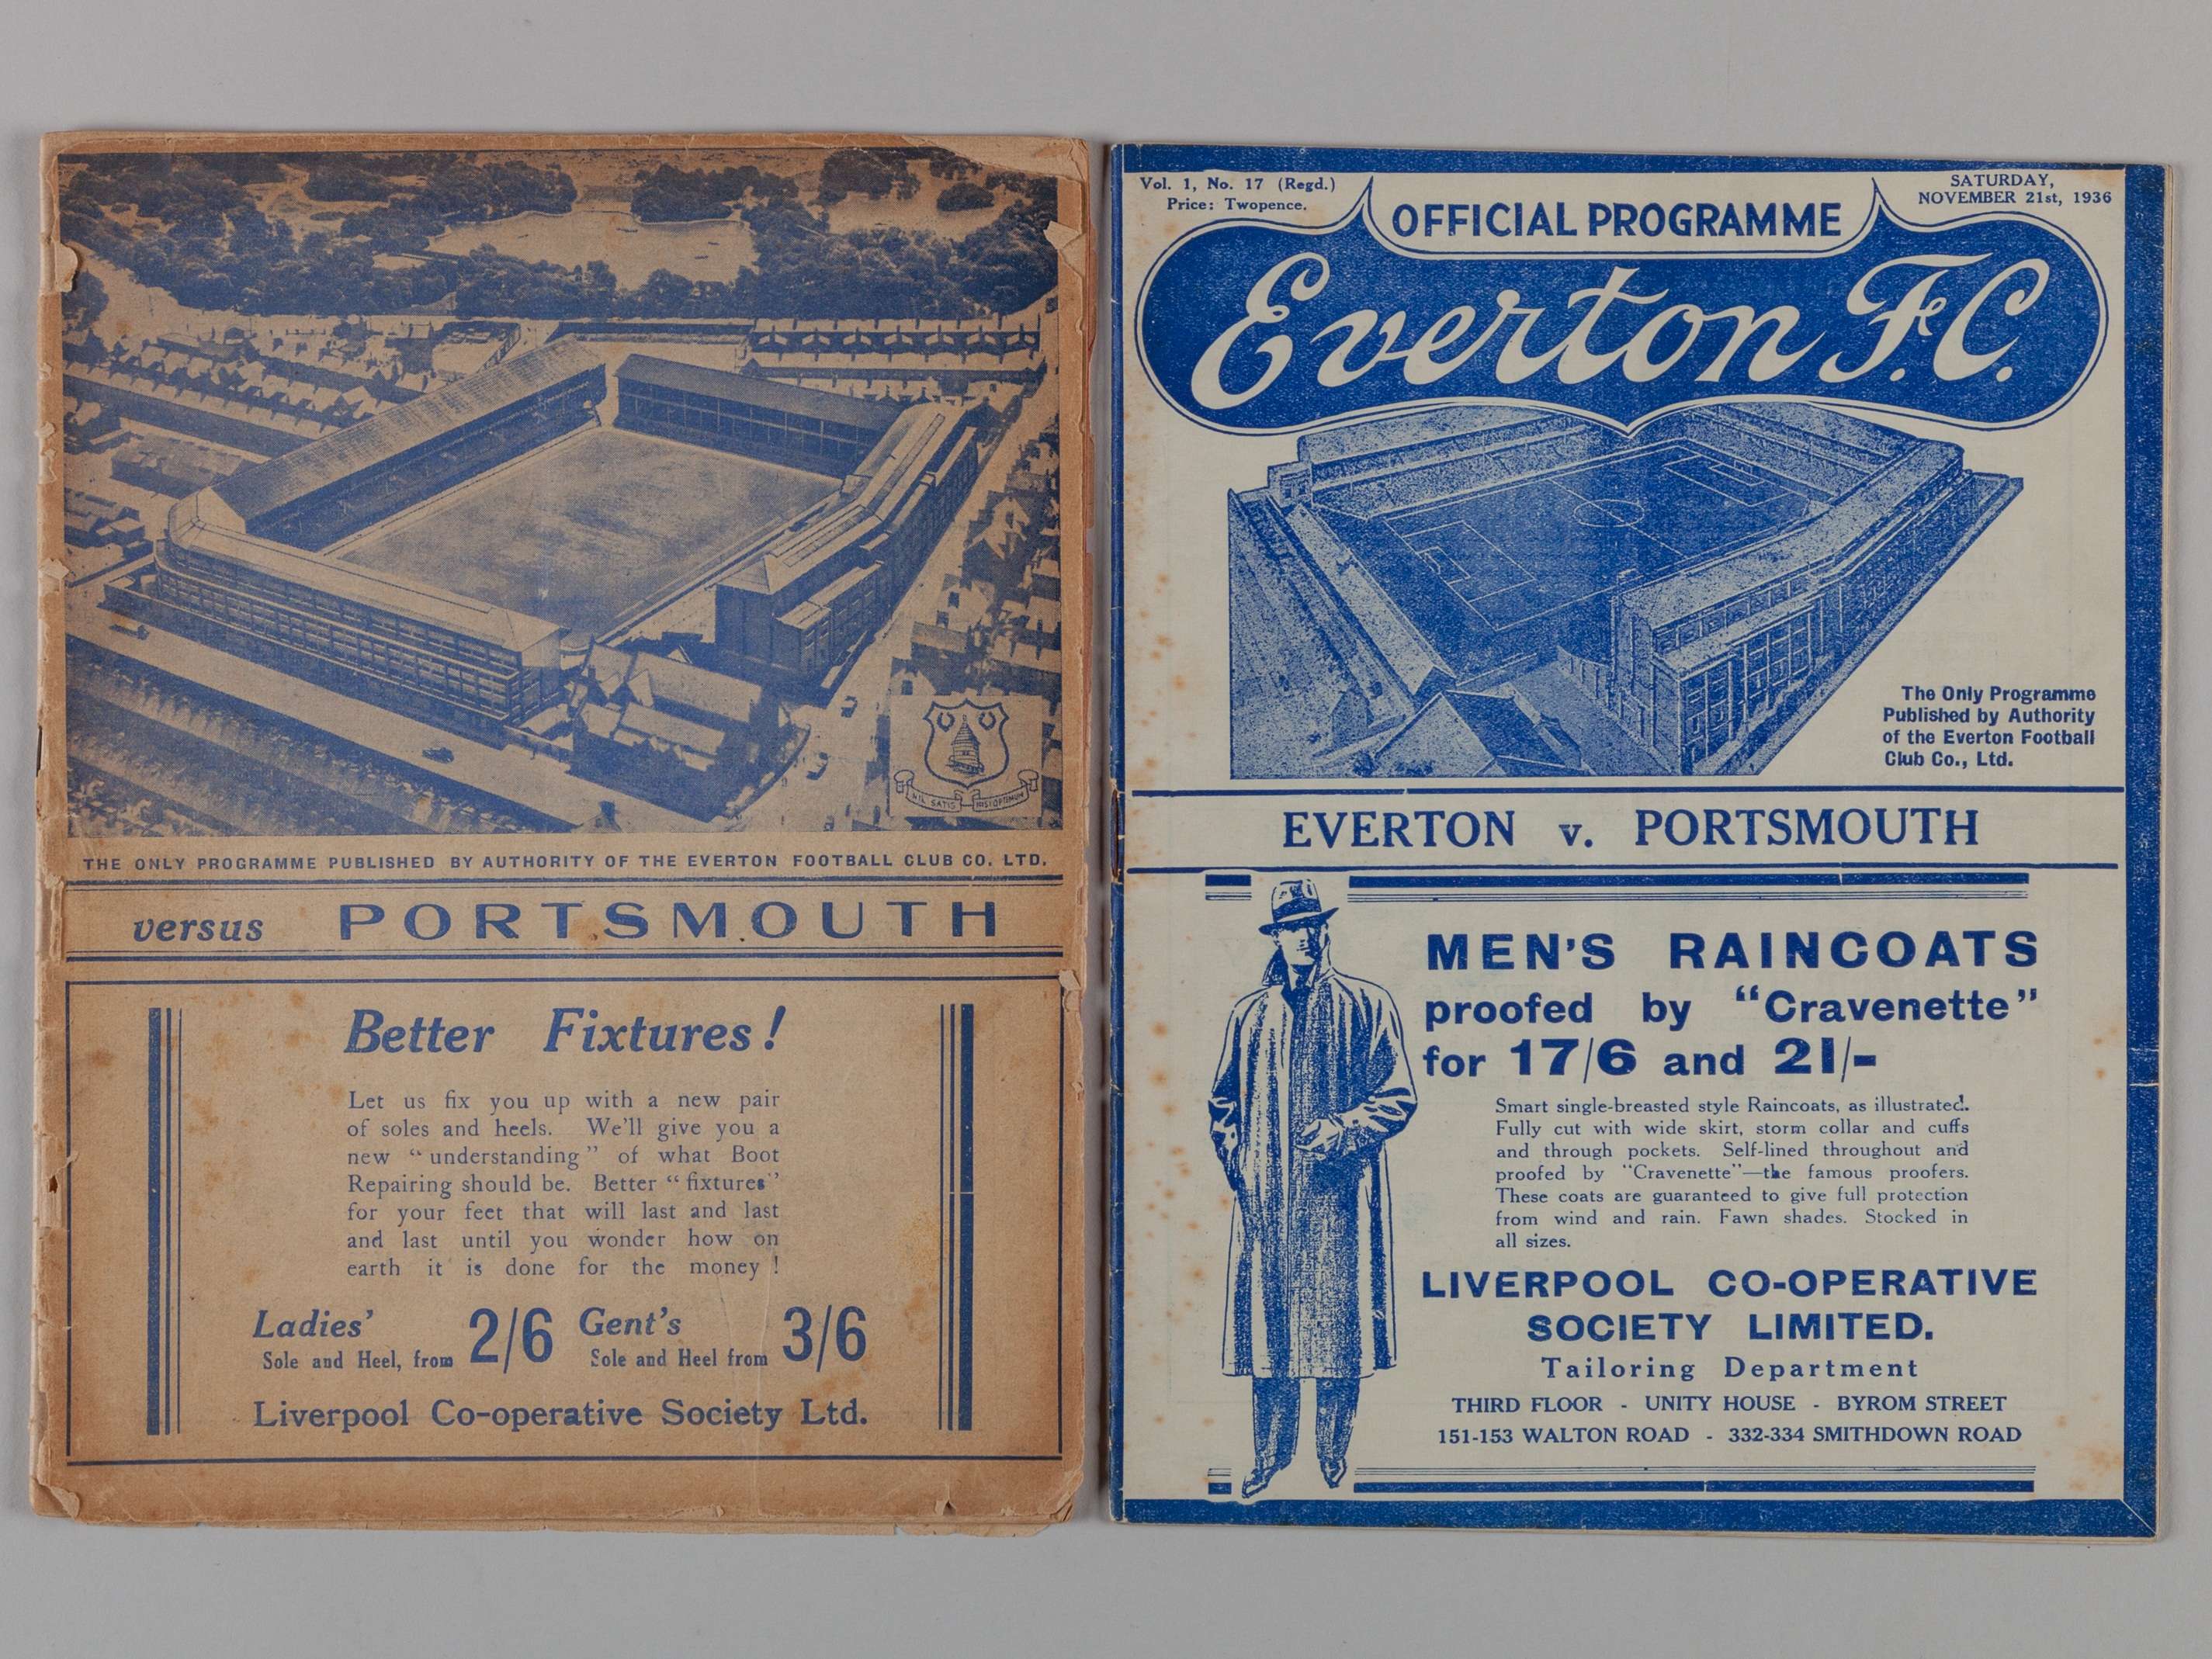 NIL SATIS NISI OPTIMUM
THE ONLY PROGRAMME PUBLISHED BY AUTHORITY OF THE EVERTON FOOTBALL CLUB CO. LTD.
versus PORTSMOUTH
Better Fixtures!
Let us fix you up with a new pair
of soles and heels. We'll give you a
new "understanding" of what Boot
Repairing should be. Better "fixtures"
for your feet that will last and last
and last until you wonder how on
earth it is done for the money!
Ladies' 2/6 Gent's 3/6
Sole and Heel, from Sole and Heel from
Liverpool Co-operative Society Ltd.
Vol. 1, No. 17 (Regd.)
Price: Twopence.
SATURDAY,
NOVEMBER 21st, 1936
OFFICIAL PROGRAMME
Everton F.C.
The Only Programme
Published by Authority
of the Everton Football
Club Co., Ltd.
EVERTON v. PORTSMOUTH
MEN'S RAINCOATS
proofed by "Cravenette"
for 17/6 and 21/-
Smart single-breasted style Raincoats, as illustrated.
Fully cut with wide skirt, storm collar and cuffs
and through pockets. Self-lined throughout and
proofed by "Cravenette"—the famous proofers.
These coats are guaranteed to give full protection
from wind and rain. Fawn shades. Stocked in
all sizes.
LIVERPOOL CO-OPERATIVE
SOCIETY LIMITED.
Tailoring Department
THIRD FLOOR - UNITY HOUSE - BYROM STREET
151-153 WALTON ROAD - 332-334 SMITHDOWN ROAD